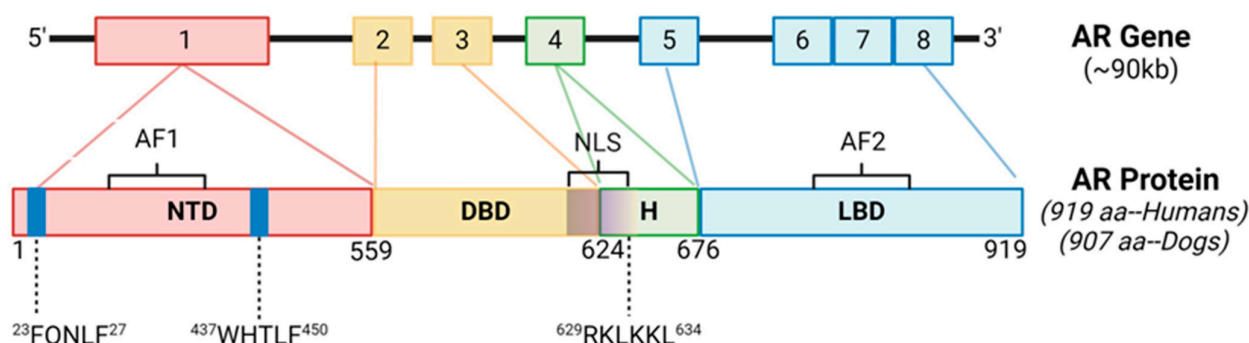 5' 1 2 3 4 5 6 7 8 3' AR Gene
(~90kb)
AF1 NLS AF2
NTD DBD H LBD AR Protein
(919 aa--Humans)
(907 aa--Dogs)
1 559 624 676 919
²³FQNLF²⁷ ⁴³⁷WHTLF⁴⁵⁰ ⁶²⁹RKLKKL⁶³⁴